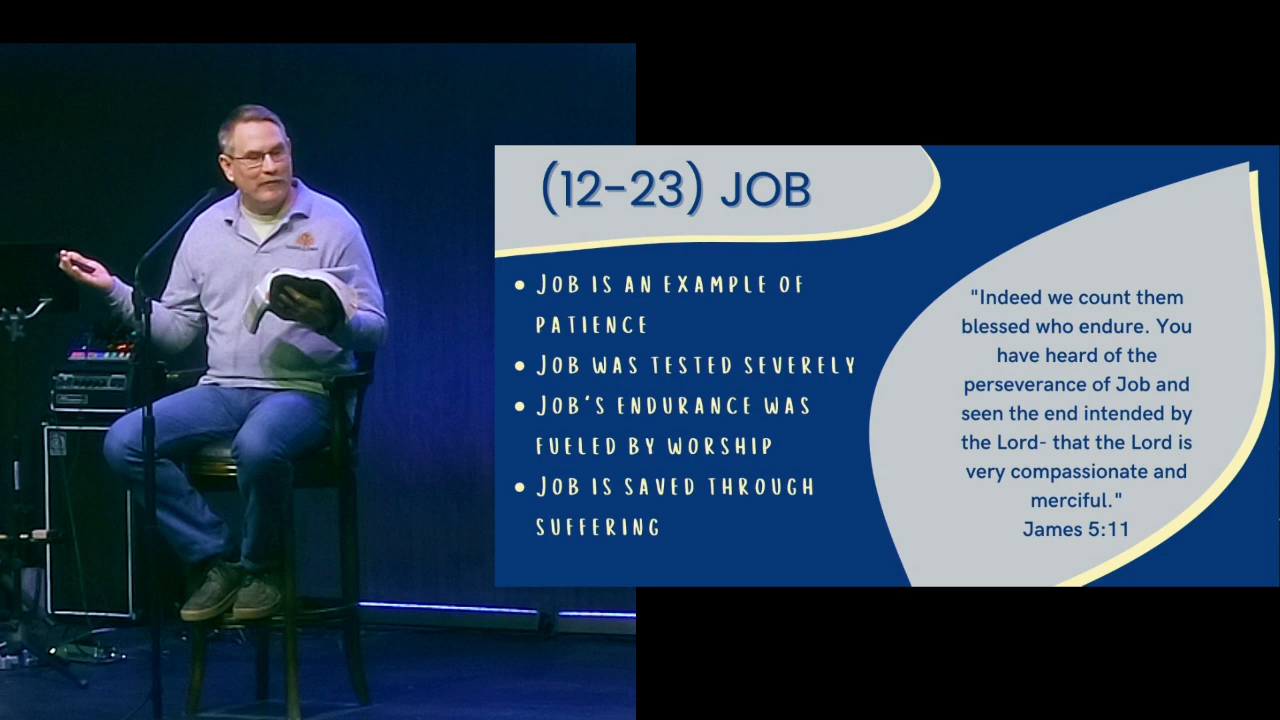 (12-23) JOB
• JOB IS AN EXAMPLE OF
PATIENCE
• JOB WAS TESTED SEVERELY
• JOB'S ENDURANCE WAS
FUELED BY WORSHIP
• JOB IS SAVED THROUGH
SUFFERING
"Indeed we count them
blessed who endure. You
have heard of the
perseverance of Job and
seen the end intended by
the Lord- that the Lord is
very compassionate and
merciful."
James 5:11